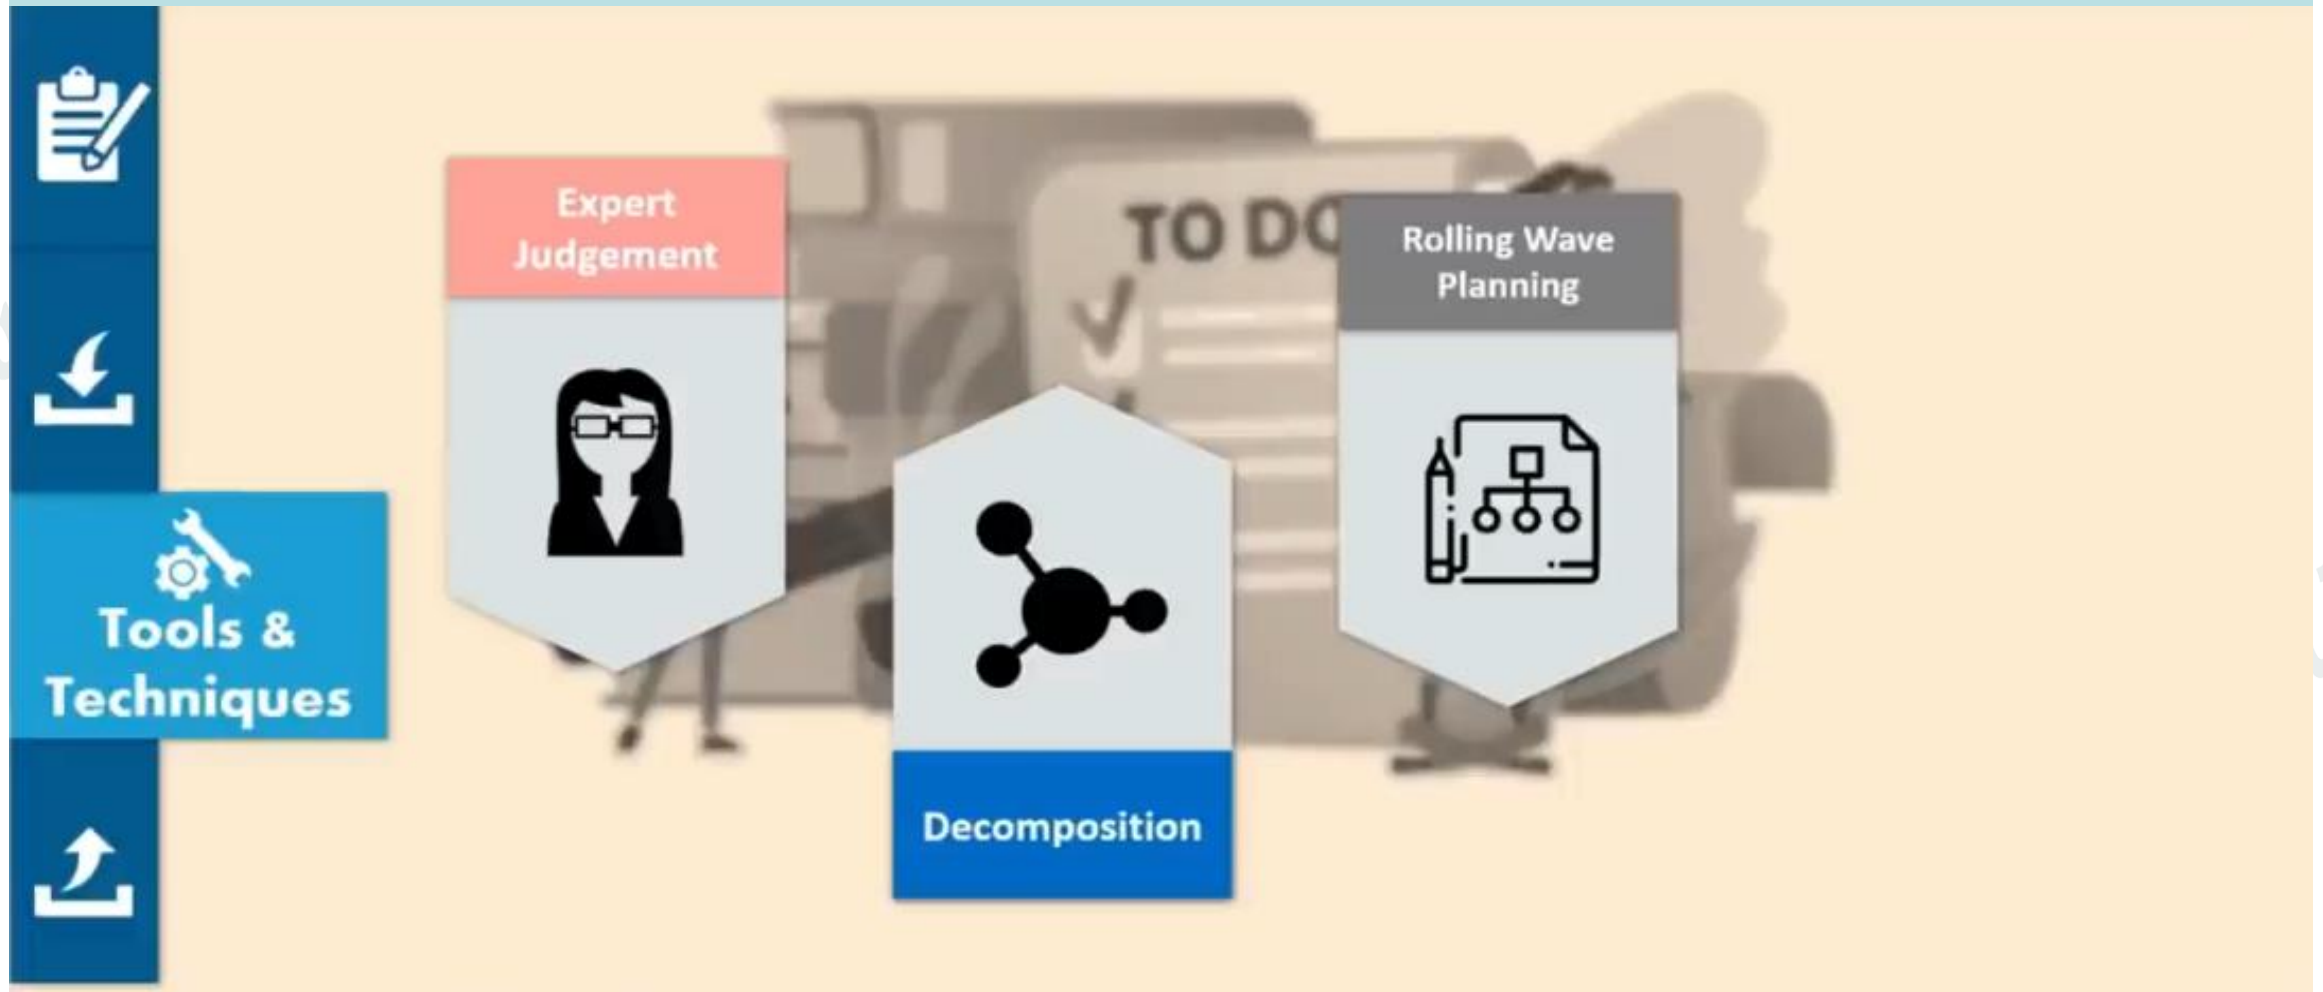 Expert
Judgement
TO DO
Rolling Wave
Planning
Tools &
Techniques
Decomposition